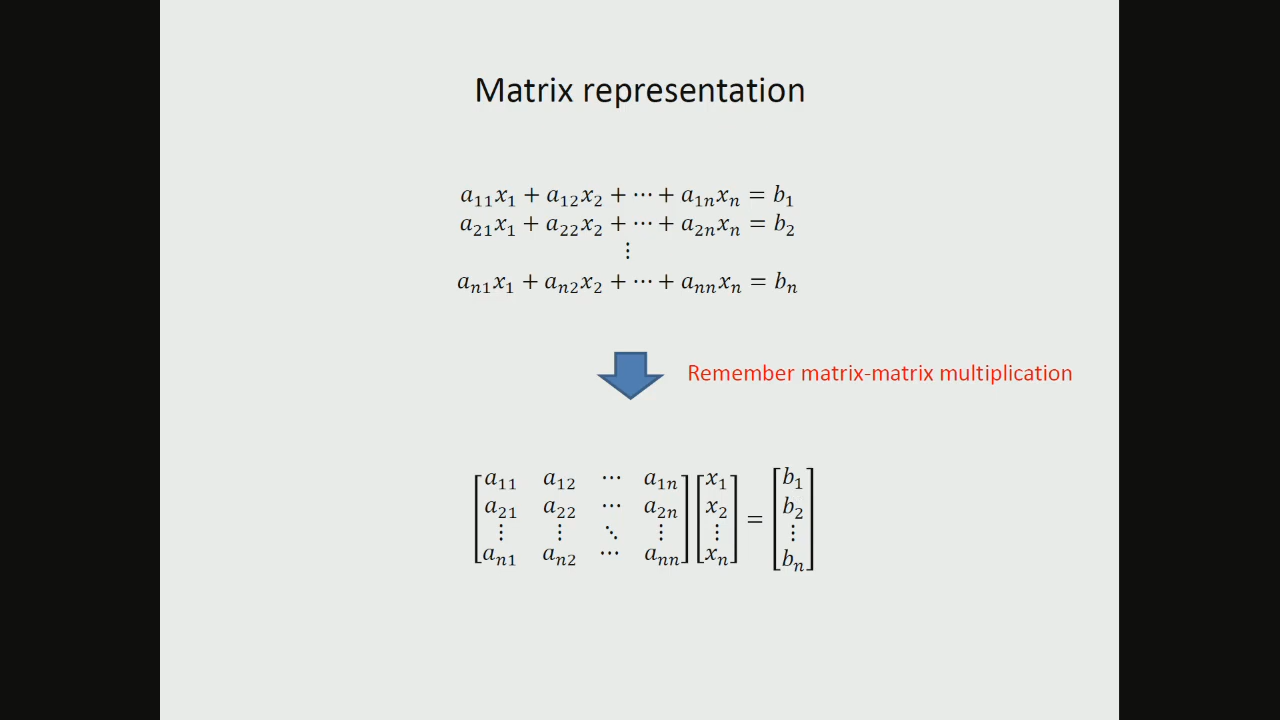 Matrix representation
a₁₁x₁ + a₁₂x₂ + ⋯ + a₁ₙxₙ = b₁
a₂₁x₁ + a₂₂x₂ + ⋯ + a₂ₙxₙ = b₂
⋮
aₙ₁x₁ + aₙ₂x₂ + ⋯ + aₙₙxₙ = bₙ
Remember matrix-matrix multiplication
[a₁₁ a₁₂ ⋯ a₁ₙ] [x₁] [b₁]
[a₂₁ a₂₂ ⋯ a₂ₙ] [x₂] = [b₂]
[⋮ ⋮ ⋱ ⋮] [⋮] [⋮]
[aₙ₁ aₙ₂ ⋯ aₙₙ] [xₙ] [bₙ]